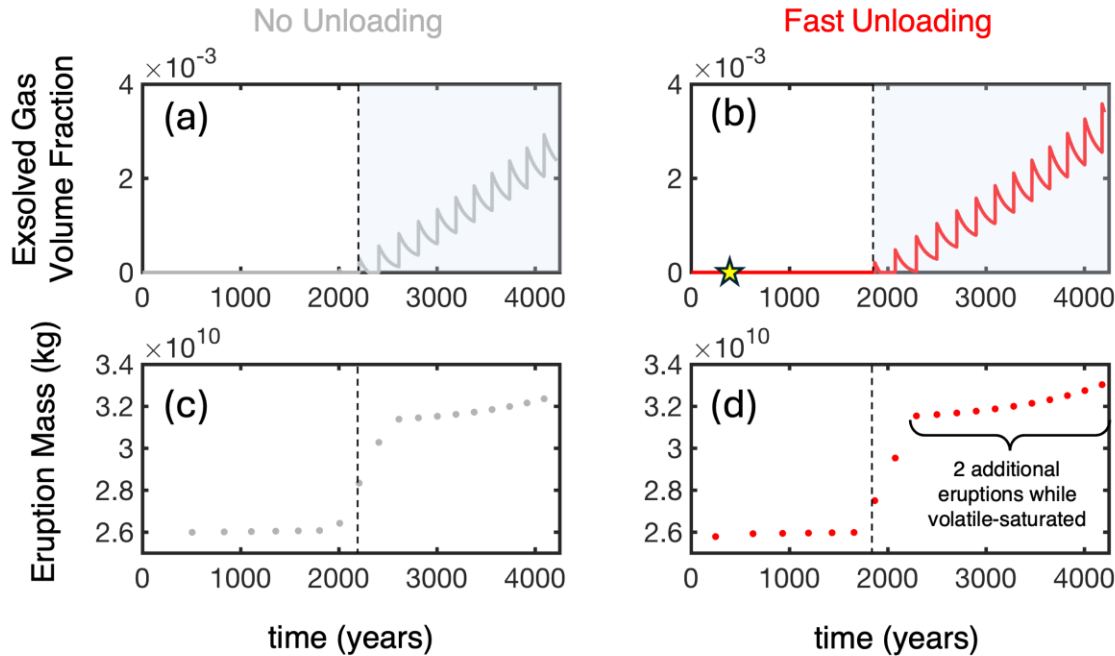 No Unloading
Fast Unloading
Exsolved Gas
Volume Fraction
×10⁻³
4
2
0
(a)
0 1000 2000 3000 4000
×10⁻³
4
2
0
(b)
0 1000 2000 3000 4000
Eruption Mass (kg)
×10¹⁰
3.4
3.2
3
2.8
2.6
(c)
0 1000 2000 3000 4000
time (years)
×10¹⁰
3.4
3.2
3
2.8
2.6
(d)
2 additional
eruptions while
volatile-saturated
0 1000 2000 3000 4000
time (years)